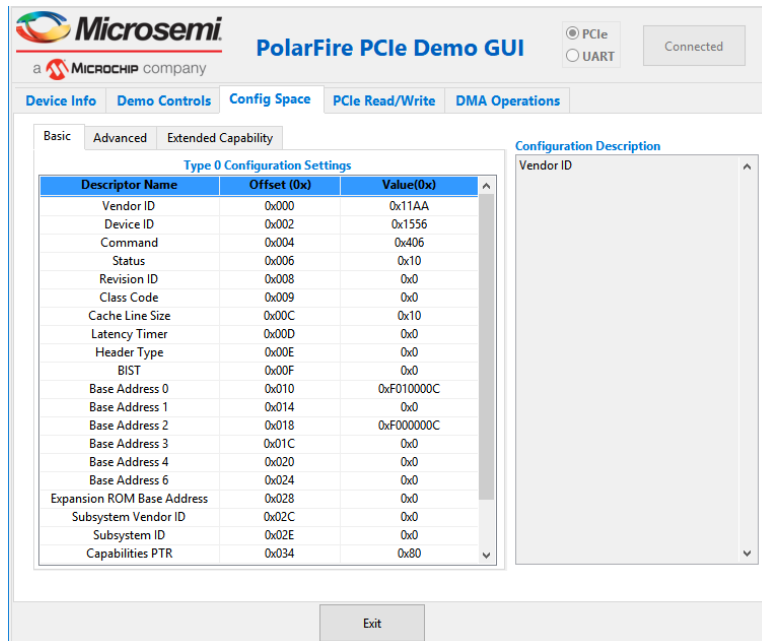 Microsemi.
a MICROCHIP company
PolarFire PCIe Demo GUI
PCIe
UART
Connected
Device Info Demo Controls Config Space PCIe Read/Write DMA Operations
Basic Advanced Extended Capability
Type 0 Configuration Settings
Descriptor Name Offset (0x) Value(0x)
Vendor ID 0x000 0x11AA
Device ID 0x002 0x1556
Command 0x004 0x406
Status 0x006 0x10
Revision ID 0x008 0x0
Class Code 0x009 0x0
Cache Line Size 0x00C 0x10
Latency Timer 0x00D 0x0
Header Type 0x00E 0x0
BIST 0x00F 0x0
Base Address 0 0x010 0xF010000C
Base Address 1 0x014 0x0
Base Address 2 0x018 0xF000000C
Base Address 3 0x01C 0x0
Base Address 4 0x020 0x0
Base Address 6 0x024 0x0
Expansion ROM Base Address 0x028 0x0
Subsystem Vendor ID 0x02C 0x0
Subsystem ID 0x02E 0x0
Capabilities PTR 0x034 0x80
Configuration Description
Vendor ID
Exit